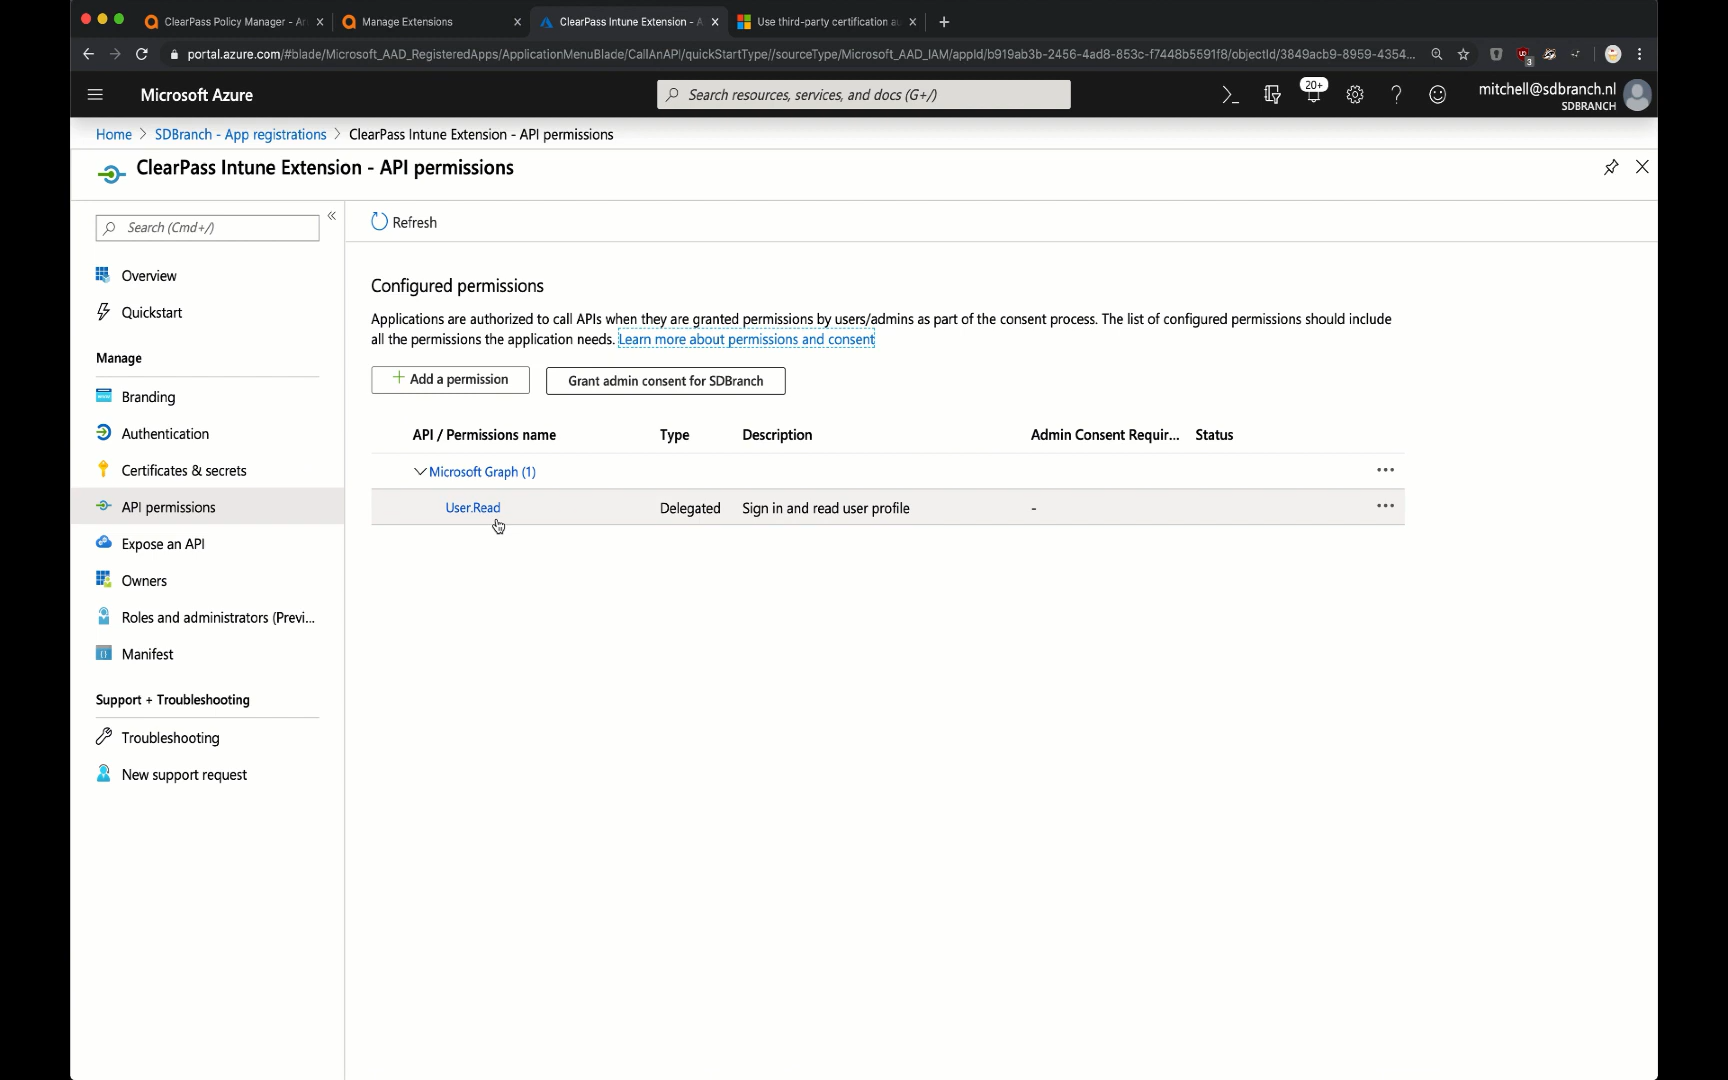 ClearPass Policy Manager - Ar
Manage Extensions
ClearPass Intune Extension - A
Use third-party certification au
portal.azure.com/#blade/Microsoft_AAD_RegisteredApps/ApplicationMenuBlade/CallAnAPI/quickStartType//sourceType/Microsoft_AAD_IAM/appId/b919ab3b-2456-4ad8-853c-f7448b5591f8/objectId/3849acb9-8959-4354...
3
Microsoft Azure
Search resources, services, and docs (G+/)
20+
mitchell@sdbranch.nl
SDBRANCH
Home > SDBranch - App registrations > ClearPass Intune Extension - API permissions
ClearPass Intune Extension - API permissions
Search (Cmd+/)
«
Refresh
Overview
Quickstart
Manage
Branding
Authentication
Certificates & secrets
API permissions
Expose an API
Owners
Roles and administrators (Previ...
Manifest
Support + Troubleshooting
Troubleshooting
New support request
Configured permissions
Applications are authorized to call APIs when they are granted permissions by users/admins as part of the consent process. The list of configured permissions should include
all the permissions the application needs. Learn more about permissions and consent
+ Add a permission
Grant admin consent for SDBranch
API / Permissions name Type Description Admin Consent Requir... Status
Microsoft Graph (1) ...
User.Read Delegated Sign in and read user profile - ...